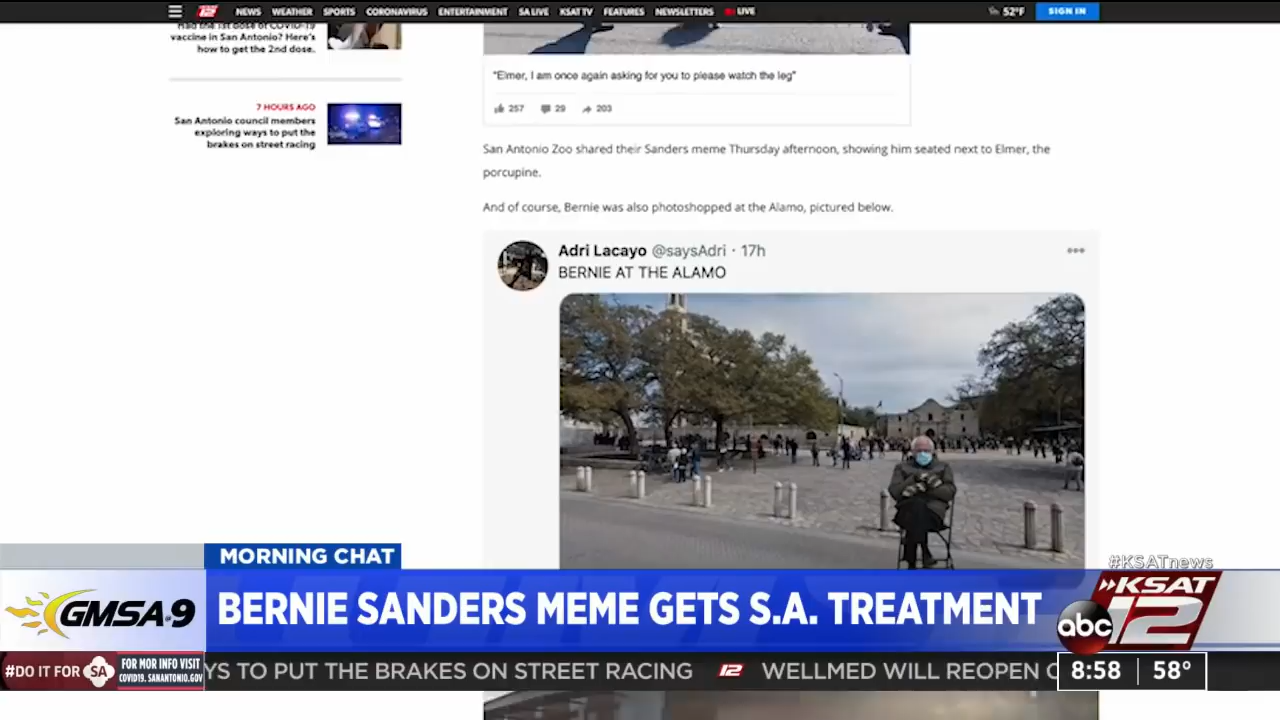 NEWS WEATHER SPORTS CORONAVIRUS ENTERTAINMENT SA LIVE KSAT TV FEATURES NEWSLETTERS LIVE 52°F SIGN IN
Had the 1st dose of COVID-19
vaccine in San Antonio? Here's
how to get the 2nd dose.
7 HOURS AGO
San Antonio council members
exploring ways to put the
brakes on street racing
"Elmer, I am once again asking for you to please watch the leg"
257 29 203
San Antonio Zoo shared their Sanders meme Thursday afternoon, showing him seated next to Elmer, the
porcupine.
And of course, Bernie was also photoshopped at the Alamo, pictured below.
Adri Lacayo @saysAdri · 17h
BERNIE AT THE ALAMO
MORNING CHAT
#KSATnews
GMSA@9
BERNIE SANDERS MEME GETS S.A. TREATMENT
KSAT
abc 12
#DO IT FOR SA
FOR MOR INFO VISIT
COVID19.SANANTONIO.GOV
YS TO PUT THE BRAKES ON STREET RACING 12 WELLMED WILL REOPEN
8:58 58°